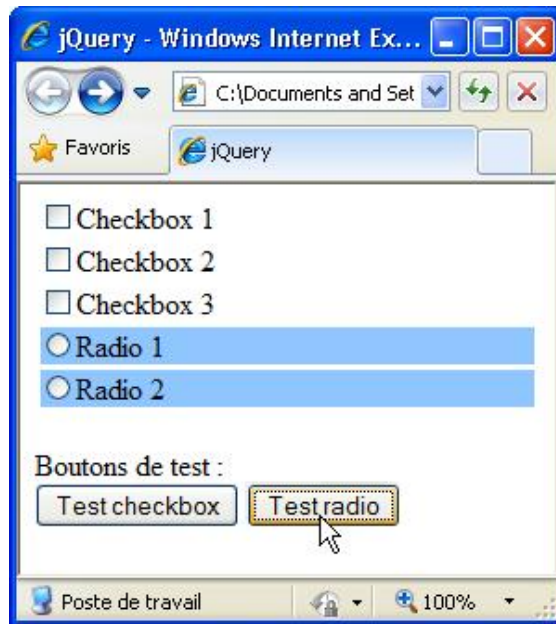 jQuery - Windows Internet Ex...
C:\Documents and Set
Favoris
jQuery
Checkbox 1
Checkbox 2
Checkbox 3
Radio 1
Radio 2
Boutons de test :
Test checkbox Test radio
Poste de travail 100%